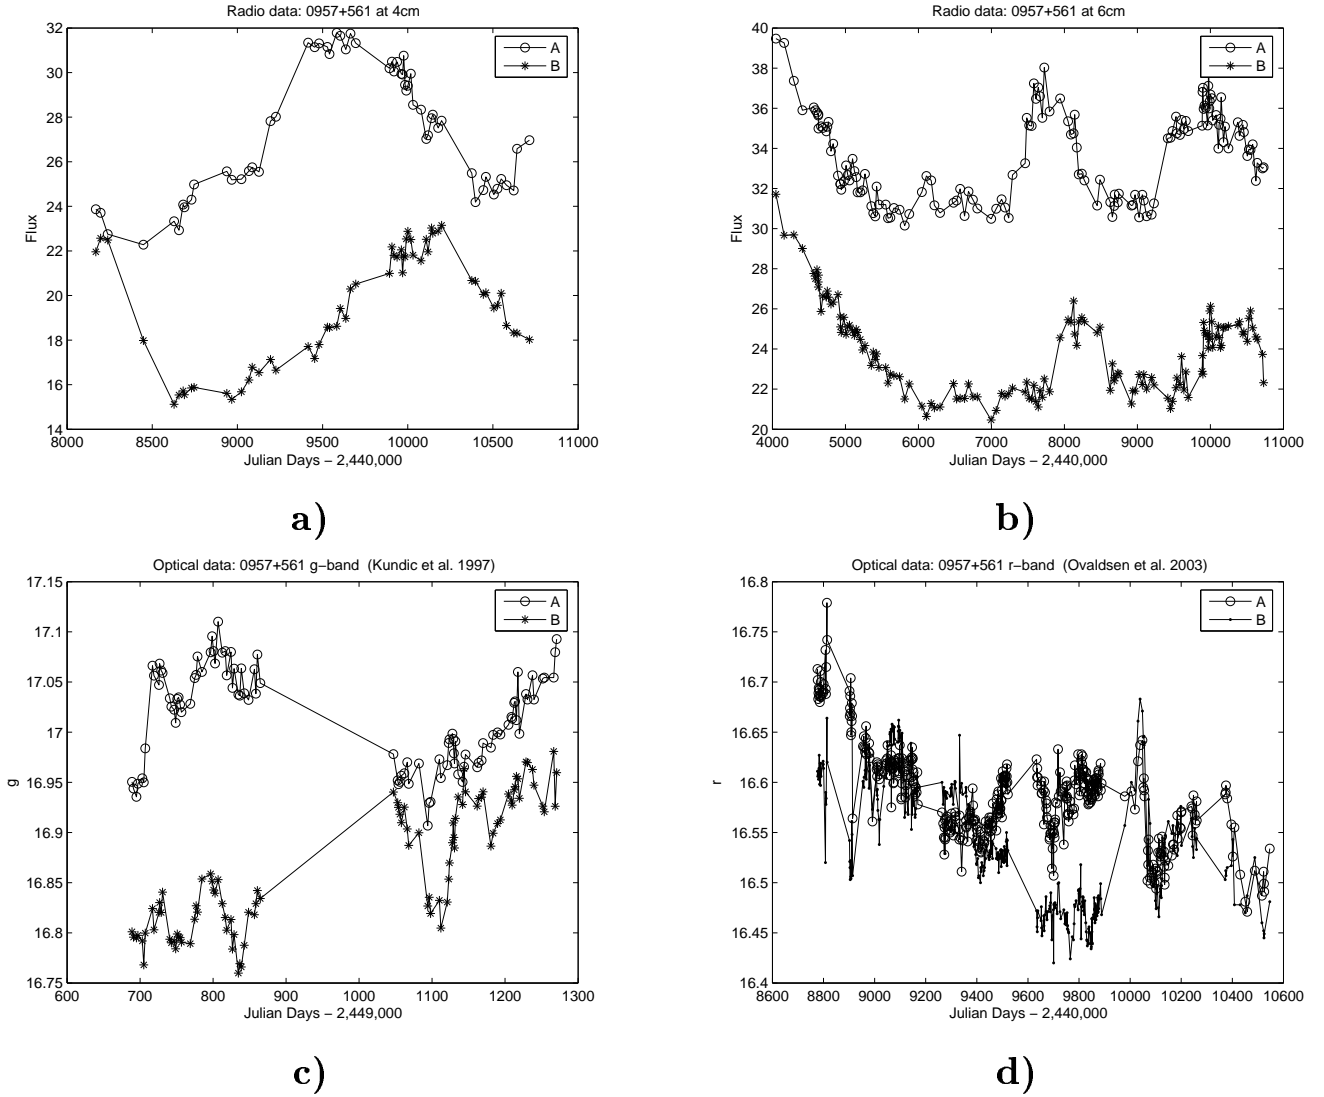 Radio data: 0957+561 at 4cm
32
30
28
26
24
22
20
18
16
14
Flux
8000 8500 9000 9500 10000 10500 11000
Julian Days − 2,440,000
A
B
a)
Radio data: 0957+561 at 6cm
40
38
36
34
32
30
28
26
24
22
20
Flux
4000 5000 6000 7000 8000 9000 10000 11000
Julian Days − 2,440,000
A
B
b)
Optical data: 0957+561 g−band (Kundic et al. 1997)
17.15
17.1
17.05
17
16.95
16.9
16.85
16.8
16.75
g
600 700 800 900 1000 1100 1200 1300
Julian Days − 2,449,000
A
B
c)
Optical data: 0957+561 r−band (Ovaldsen et al. 2003)
16.8
16.75
16.7
16.65
16.6
16.55
16.5
16.45
16.4
r
8600 8800 9000 9200 9400 9600 9800 10000 10200 10400 10600
Julian Days − 2,440,000
A
B
d)